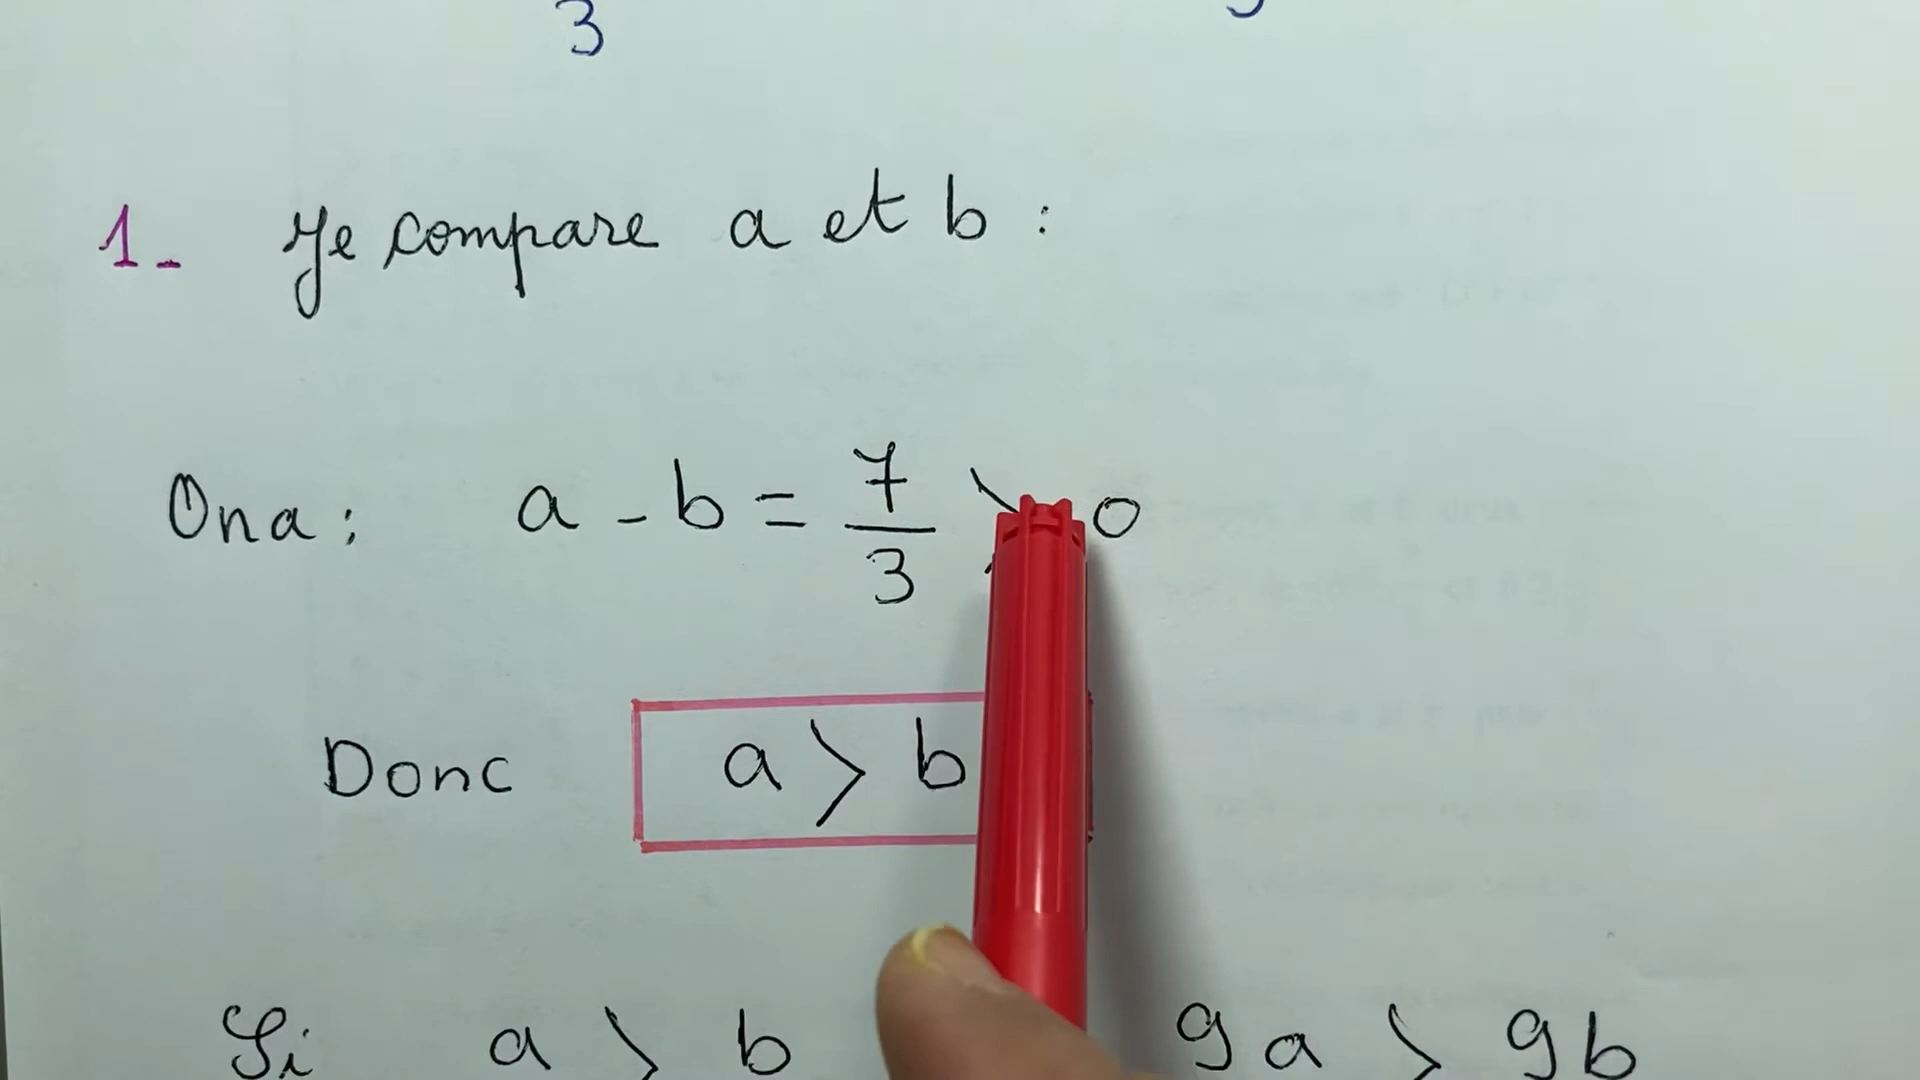 3
1- Je compare a et b :
On a : a - b = 7/3 > 0
Donc a > b
Si a > b 9a > 9b